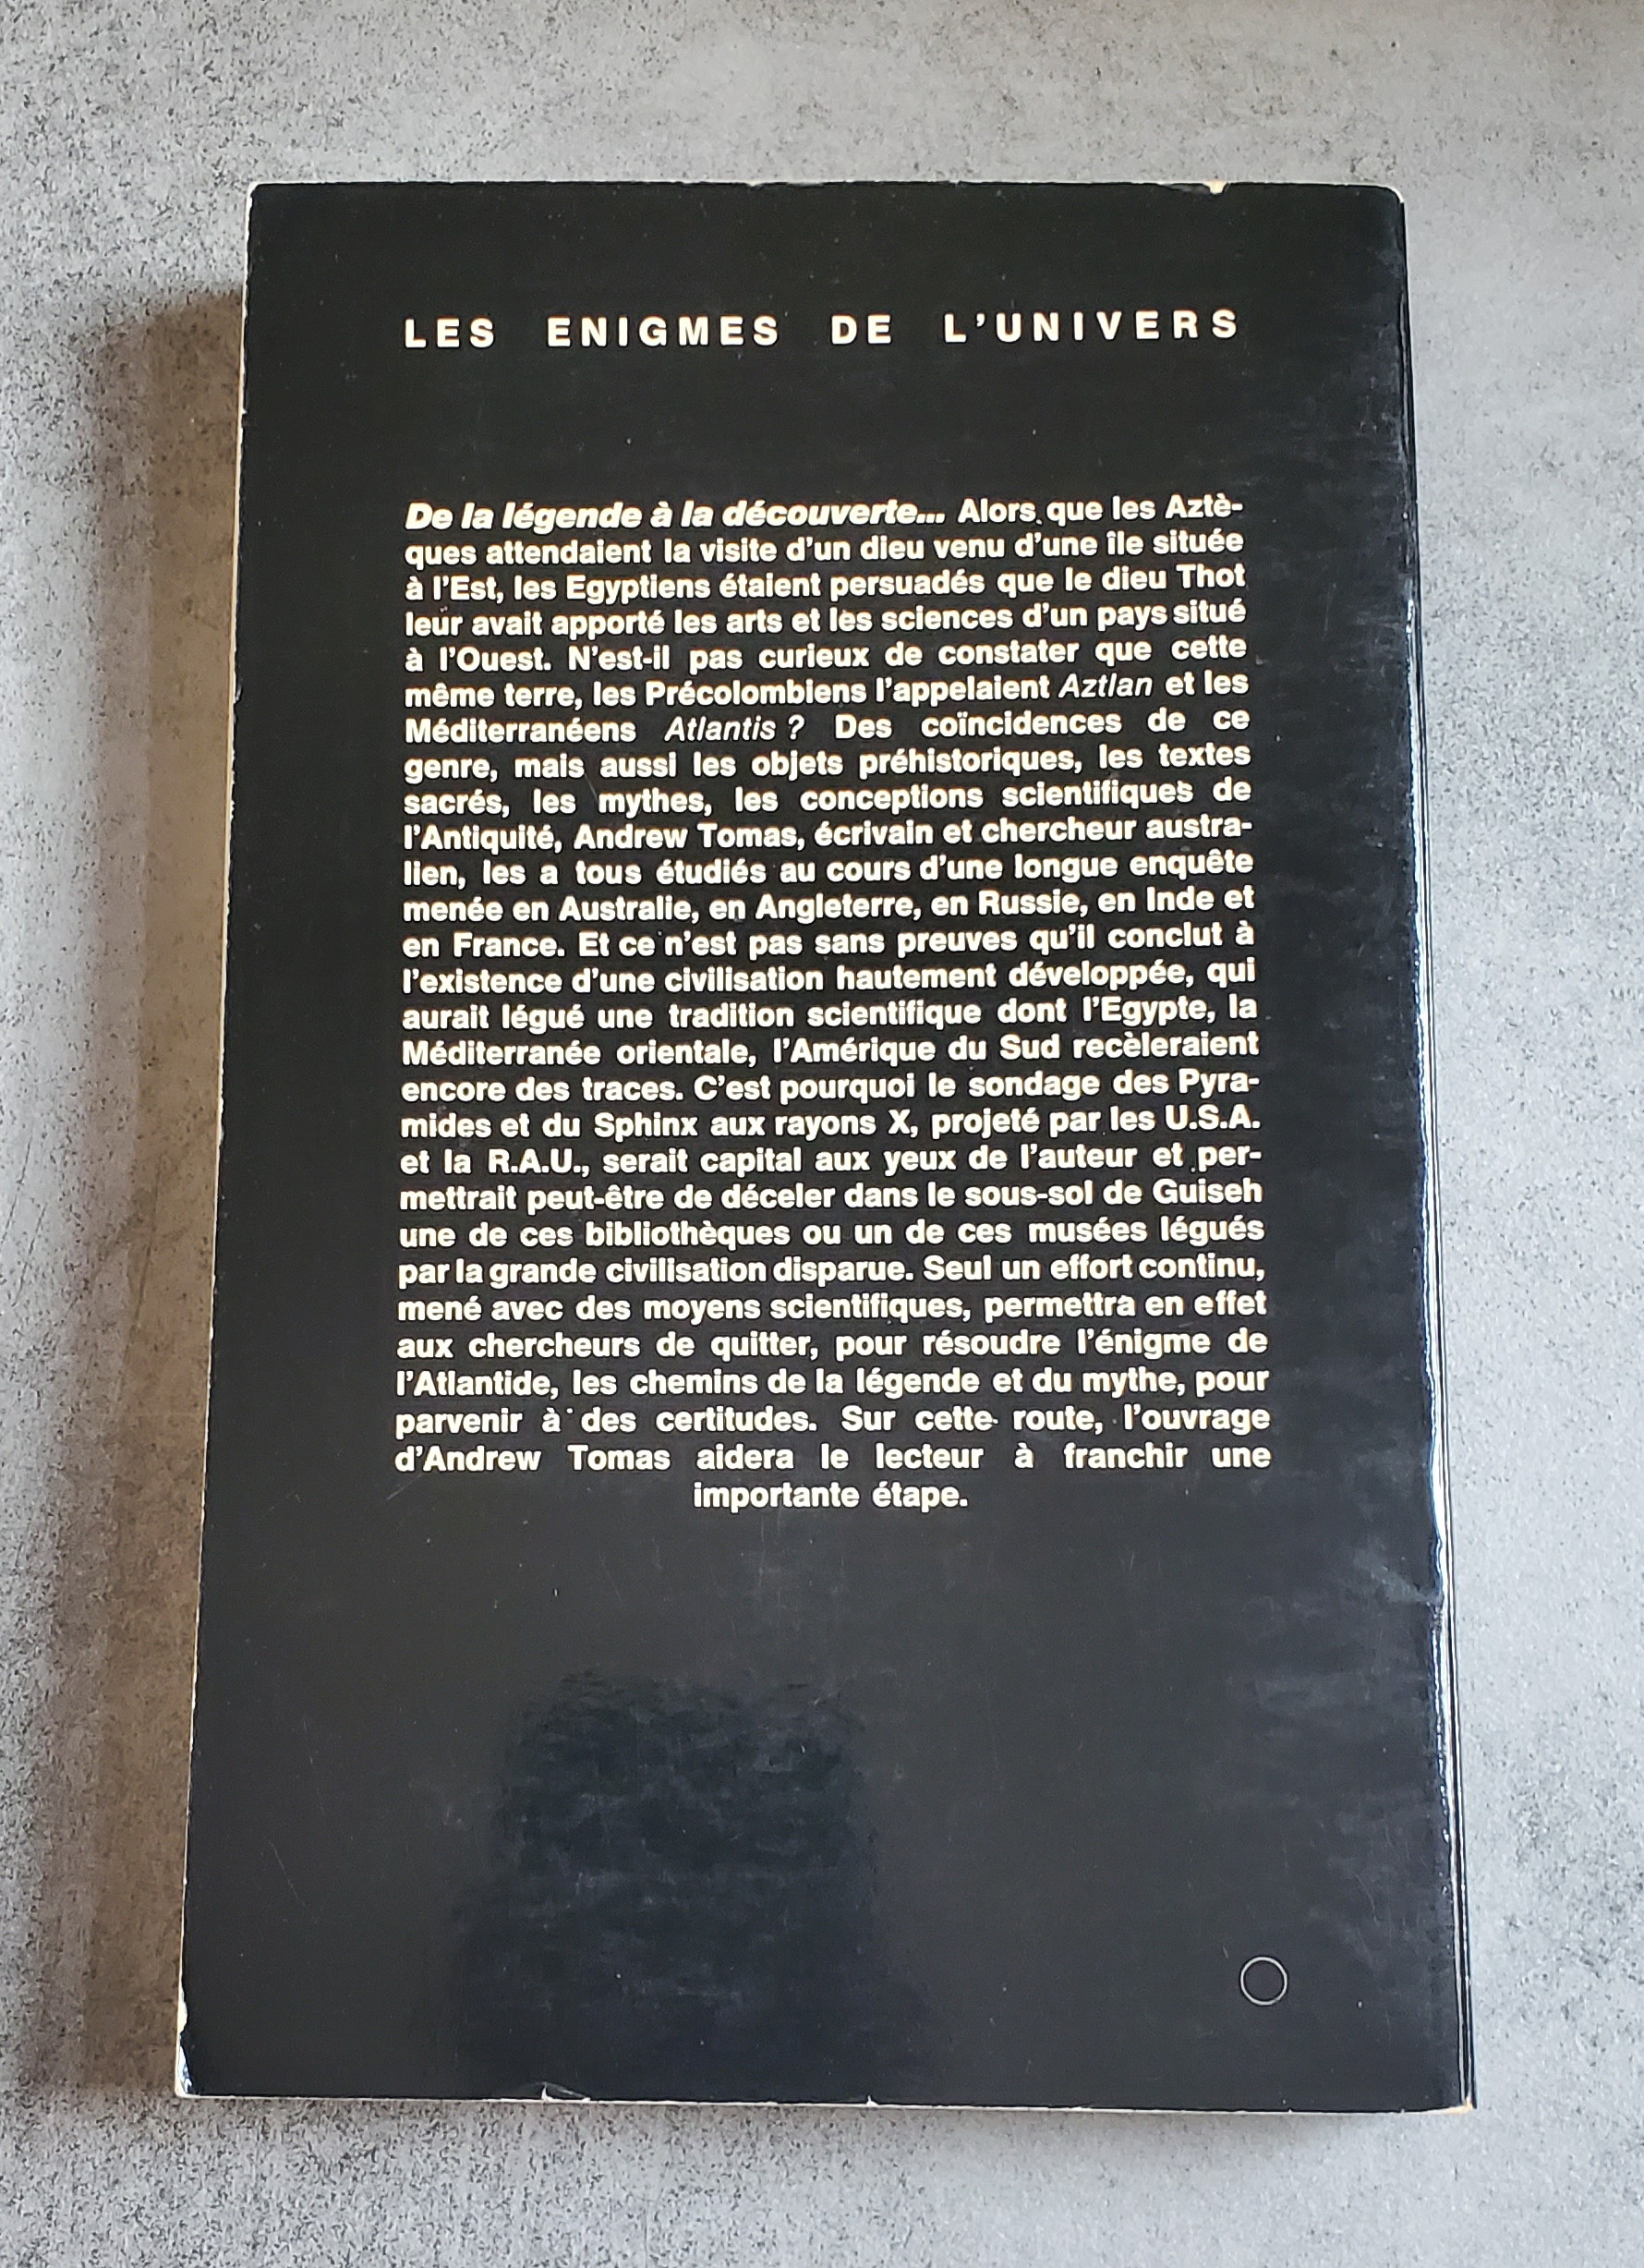 LES ENIGMES DE L'UNIVERS
De la légende à la découverte... Alors que les Aztè-
ques attendaient la visite d'un dieu venu d'une île située
à l'Est, les Egyptiens étaient persuadés que le dieu Thot
leur avait apporté les arts et les sciences d'un pays situé
à l'Ouest. N'est-il pas curieux de constater que cette
même terre, les Précolombiens l'appelaient Aztlan et les
Méditerranéens Atlantis ? Des coïncidences de ce
genre, mais aussi les objets préhistoriques, les textes
sacrés, les mythes, les conceptions scientifiques de
l'Antiquité, Andrew Tomas, écrivain et chercheur austra-
lien, les a tous étudiés au cours d'une longue enquête
menée en Australie, en Angleterre, en Russie, en Inde et
en France. Et ce n'est pas sans preuves qu'il conclut à
l'existence d'une civilisation hautement développée, qui
aurait légué une tradition scientifique dont l'Egypte, la
Méditerranée orientale, l'Amérique du Sud recèleraient
encore des traces. C'est pourquoi le sondage des Pyra-
mides et du Sphinx aux rayons X, projeté par les U.S.A.
et la R.A.U., serait capital aux yeux de l'auteur et per-
mettrait peut-être de déceler dans le sous-sol de Guiseh
une de ces bibliothèques ou un de ces musées légués
par la grande civilisation disparue. Seul un effort continu,
mené avec des moyens scientifiques, permettra en effet
aux chercheurs de quitter, pour résoudre l'énigme de
l'Atlantide, les chemins de la légende et du mythe, pour
parvenir à des certitudes. Sur cette route, l'ouvrage
d'Andrew Tomas aidera le lecteur à franchir une
importante étape.